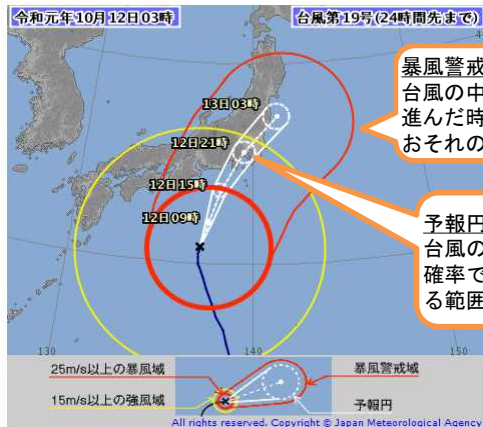 令和元年10月12日03時
台風第19号(24時間先まで)
暴風警戒
台風の中
進んだ時
おそれの
13日03時
12日21時
12日15時
12日09時
予報円
台風の
確率で
る範囲
130
140
150
25m/s以上の暴風域
暴風警戒域
15m/s以上の強風域
予報円
All rights reserved. Copyright © Japan Meteorological Agency